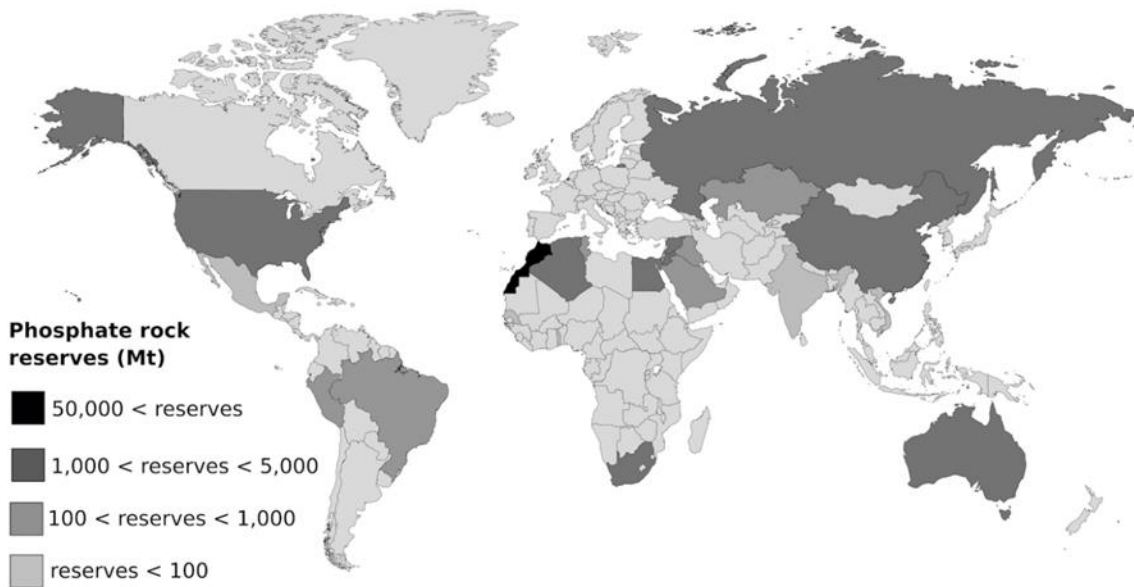 Phosphate rock
reserves (Mt)
50,000 < reserves
1,000 < reserves < 5,000
100 < reserves < 1,000
reserves < 100